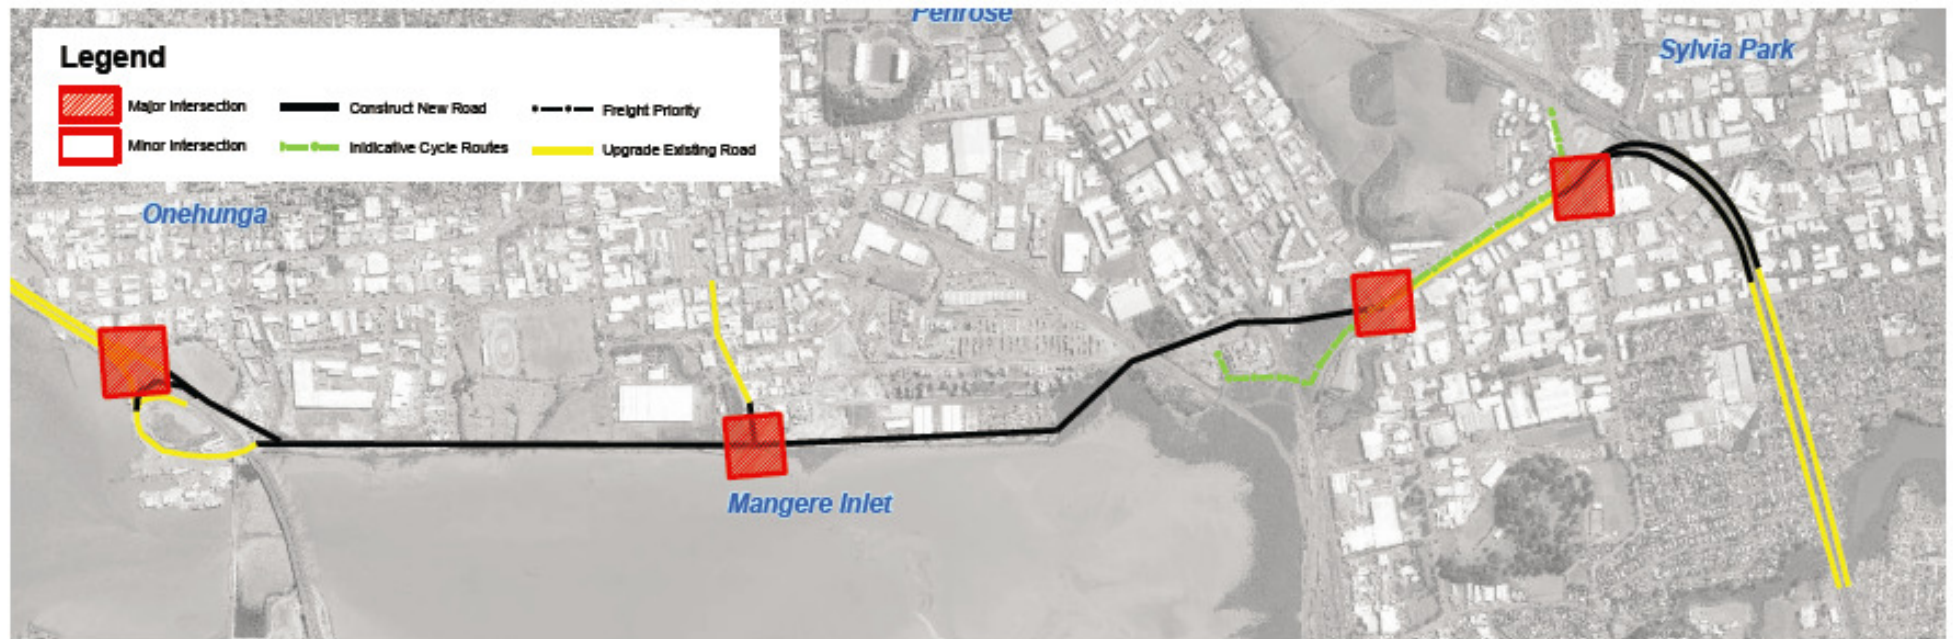 Penrose
Sylvia Park
Legend
Major Intersection
Construct New Road
Freight Priority
Minor Intersection
Inidicative Cycle Routes
Upgrade Existing Road
Onehunga
Mangere Inlet